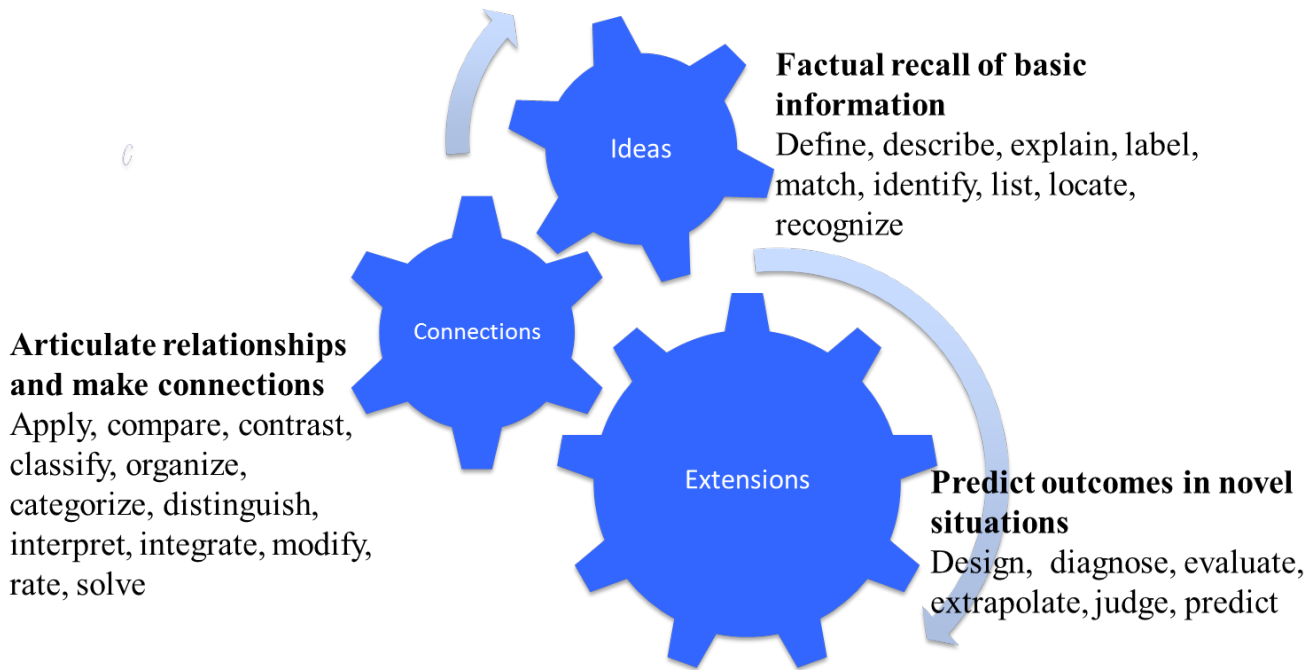 Ideas
Factual recall of basic
information
Define, describe, explain, label,
match, identify, list, locate,
recognize
Connections
Articulate relationships
and make connections
Apply, compare, contrast,
classify, organize,
categorize, distinguish,
interpret, integrate, modify,
rate, solve
Extensions
Predict outcomes in novel
situations
Design, diagnose, evaluate,
extrapolate, judge, predict